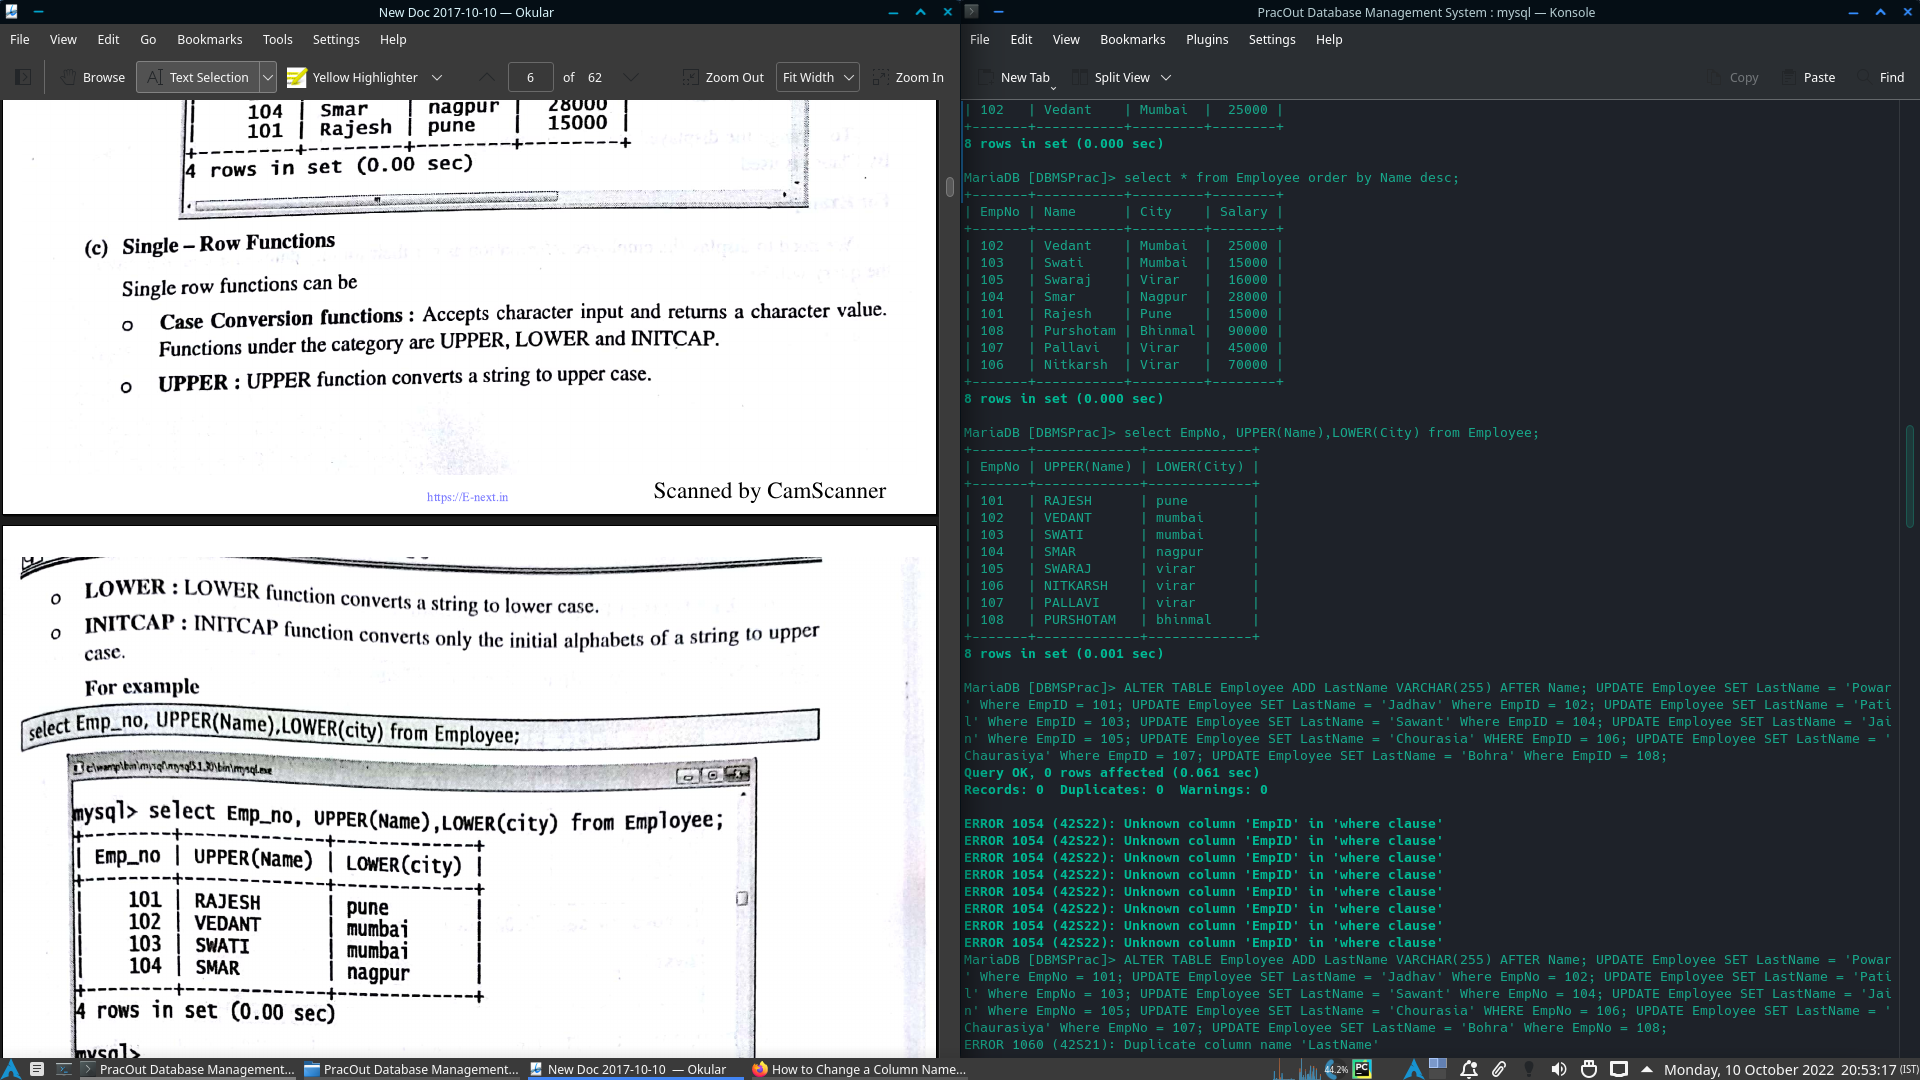 New Doc 2017-10-10 — Okular
File View Edit Go Bookmarks Tools Settings Help
Browse Text Selection Yellow Highlighter 6 of 62 Zoom Out Fit Width Zoom In
104 | Smar | nagpur | 28000 |
101 | Rajesh | pune | 15000 |
4 rows in set (0.00 sec)
(c) Single – Row Functions
Single row functions can be
o Case Conversion functions : Accepts character input and returns a character value.
Functions under the category are UPPER, LOWER and INITCAP.
o UPPER : UPPER function converts a string to upper case.
https://E-next.in
Scanned by CamScanner
o LOWER : LOWER function converts a string to lower case.
o INITCAP : INITCAP function converts only the initial alphabets of a string to upper
case.
For example
select Emp_no, UPPER(Name),LOWER(city) from Employee;
c:\wamp\bin\mysql\mysql5.1.30\bin\mysql.exe
mysql> select Emp_no, UPPER(Name),LOWER(city) from Employee;
| Emp_no | UPPER(Name) | LOWER(city) |
| 101 | RAJESH | pune |
| 102 | VEDANT | mumbai |
| 103 | SWATI | mumbai |
| 104 | SMAR | nagpur |
4 rows in set (0.00 sec)
mysql>
PracOut Database Management System : mysql — Konsole
File Edit View Bookmarks Plugins Settings Help
New Tab Split View Copy Paste Find
| 102 | Vedant | Mumbai | 25000 |
+-------+-----------+---------+--------+
8 rows in set (0.000 sec)
MariaDB [DBMSPrac]> select * from Employee order by Name desc;
+-------+-----------+---------+--------+
| EmpNo | Name | City | Salary |
+-------+-----------+---------+--------+
| 102 | Vedant | Mumbai | 25000 |
| 103 | Swati | Mumbai | 15000 |
| 105 | Swaraj | Virar | 16000 |
| 104 | Smar | Nagpur | 28000 |
| 101 | Rajesh | Pune | 15000 |
| 108 | Purshotam | Bhinmal | 90000 |
| 107 | Pallavi | Virar | 45000 |
| 106 | Nitkarsh | Virar | 70000 |
+-------+-----------+---------+--------+
8 rows in set (0.000 sec)
MariaDB [DBMSPrac]> select EmpNo, UPPER(Name),LOWER(City) from Employee;
+-------+-------------+-------------+
| EmpNo | UPPER(Name) | LOWER(City) |
+-------+-------------+-------------+
| 101 | RAJESH | pune |
| 102 | VEDANT | mumbai |
| 103 | SWATI | mumbai |
| 104 | SMAR | nagpur |
| 105 | SWARAJ | virar |
| 106 | NITKARSH | virar |
| 107 | PALLAVI | virar |
| 108 | PURSHOTAM | bhinmal |
+-------+-------------+-------------+
8 rows in set (0.001 sec)
MariaDB [DBMSPrac]> ALTER TABLE Employee ADD LastName VARCHAR(255) AFTER Name; UPDATE Employee SET LastName = 'Powar
' Where EmpID = 101; UPDATE Employee SET LastName = 'Jadhav' Where EmpID = 102; UPDATE Employee SET LastName = 'Pati
l' Where EmpID = 103; UPDATE Employee SET LastName = 'Sawant' Where EmpID = 104; UPDATE Employee SET LastName = 'Jai
n' Where EmpID = 105; UPDATE Employee SET LastName = 'Chourasia' WHERE EmpID = 106; UPDATE Employee SET LastName = '
Chaurasiya' Where EmpID = 107; UPDATE Employee SET LastName = 'Bohra' Where EmpID = 108;
Query OK, 0 rows affected (0.061 sec)
Records: 0 Duplicates: 0 Warnings: 0
ERROR 1054 (42S22): Unknown column 'EmpID' in 'where clause'
ERROR 1054 (42S22): Unknown column 'EmpID' in 'where clause'
ERROR 1054 (42S22): Unknown column 'EmpID' in 'where clause'
ERROR 1054 (42S22): Unknown column 'EmpID' in 'where clause'
ERROR 1054 (42S22): Unknown column 'EmpID' in 'where clause'
ERROR 1054 (42S22): Unknown column 'EmpID' in 'where clause'
ERROR 1054 (42S22): Unknown column 'EmpID' in 'where clause'
ERROR 1054 (42S22): Unknown column 'EmpID' in 'where clause'
MariaDB [DBMSPrac]> ALTER TABLE Employee ADD LastName VARCHAR(255) AFTER Name; UPDATE Employee SET LastName = 'Powar
' Where EmpNo = 101; UPDATE Employee SET LastName = 'Jadhav' Where EmpNo = 102; UPDATE Employee SET LastName = 'Pati
l' Where EmpNo = 103; UPDATE Employee SET LastName = 'Sawant' Where EmpNo = 104; UPDATE Employee SET LastName = 'Jai
n' Where EmpNo = 105; UPDATE Employee SET LastName = 'Chourasia' WHERE EmpNo = 106; UPDATE Employee SET LastName = '
Chaurasiya' Where EmpNo = 107; UPDATE Employee SET LastName = 'Bohra' Where EmpNo = 108;
ERROR 1060 (42S21): Duplicate column name 'LastName'
PracOut Database Management... PracOut Database Management... New Doc 2017-10-10 — Okular How to Change a Column Name... 44.2% PC Monday, 10 October 2022 20:53:17 (IST)